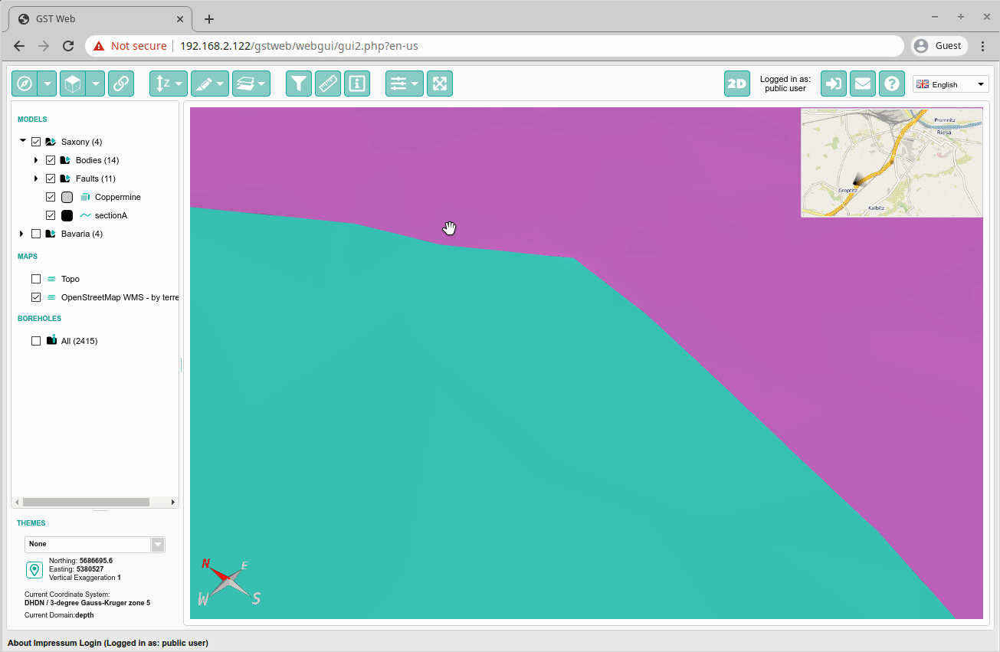 GST Web
Not secure
192.168.2.122/gstweb/webgui/gui2.php?en-us
Guest
Z
2D
Logged in as:
public user
English
MODELS
Saxony (4)
Bodies (14)
Faults (11)
Coppermine
sectionA
Bavaria (4)
MAPS
Topo
OpenStreetMap WMS - by terre
BOREHOLES
All (2415)
THEMES
None
Northing: 5686695.6
Easting: 5380527
Vertical Exaggeration 1
Current Coordinate System:
DHDN / 3-degree Gauss-Kruger zone 5
Current Domain:depth
Promnitz
Riesa
Groptitz
Kalbitz
N
E
W
S
About Impressum Login (Logged in as: public user)